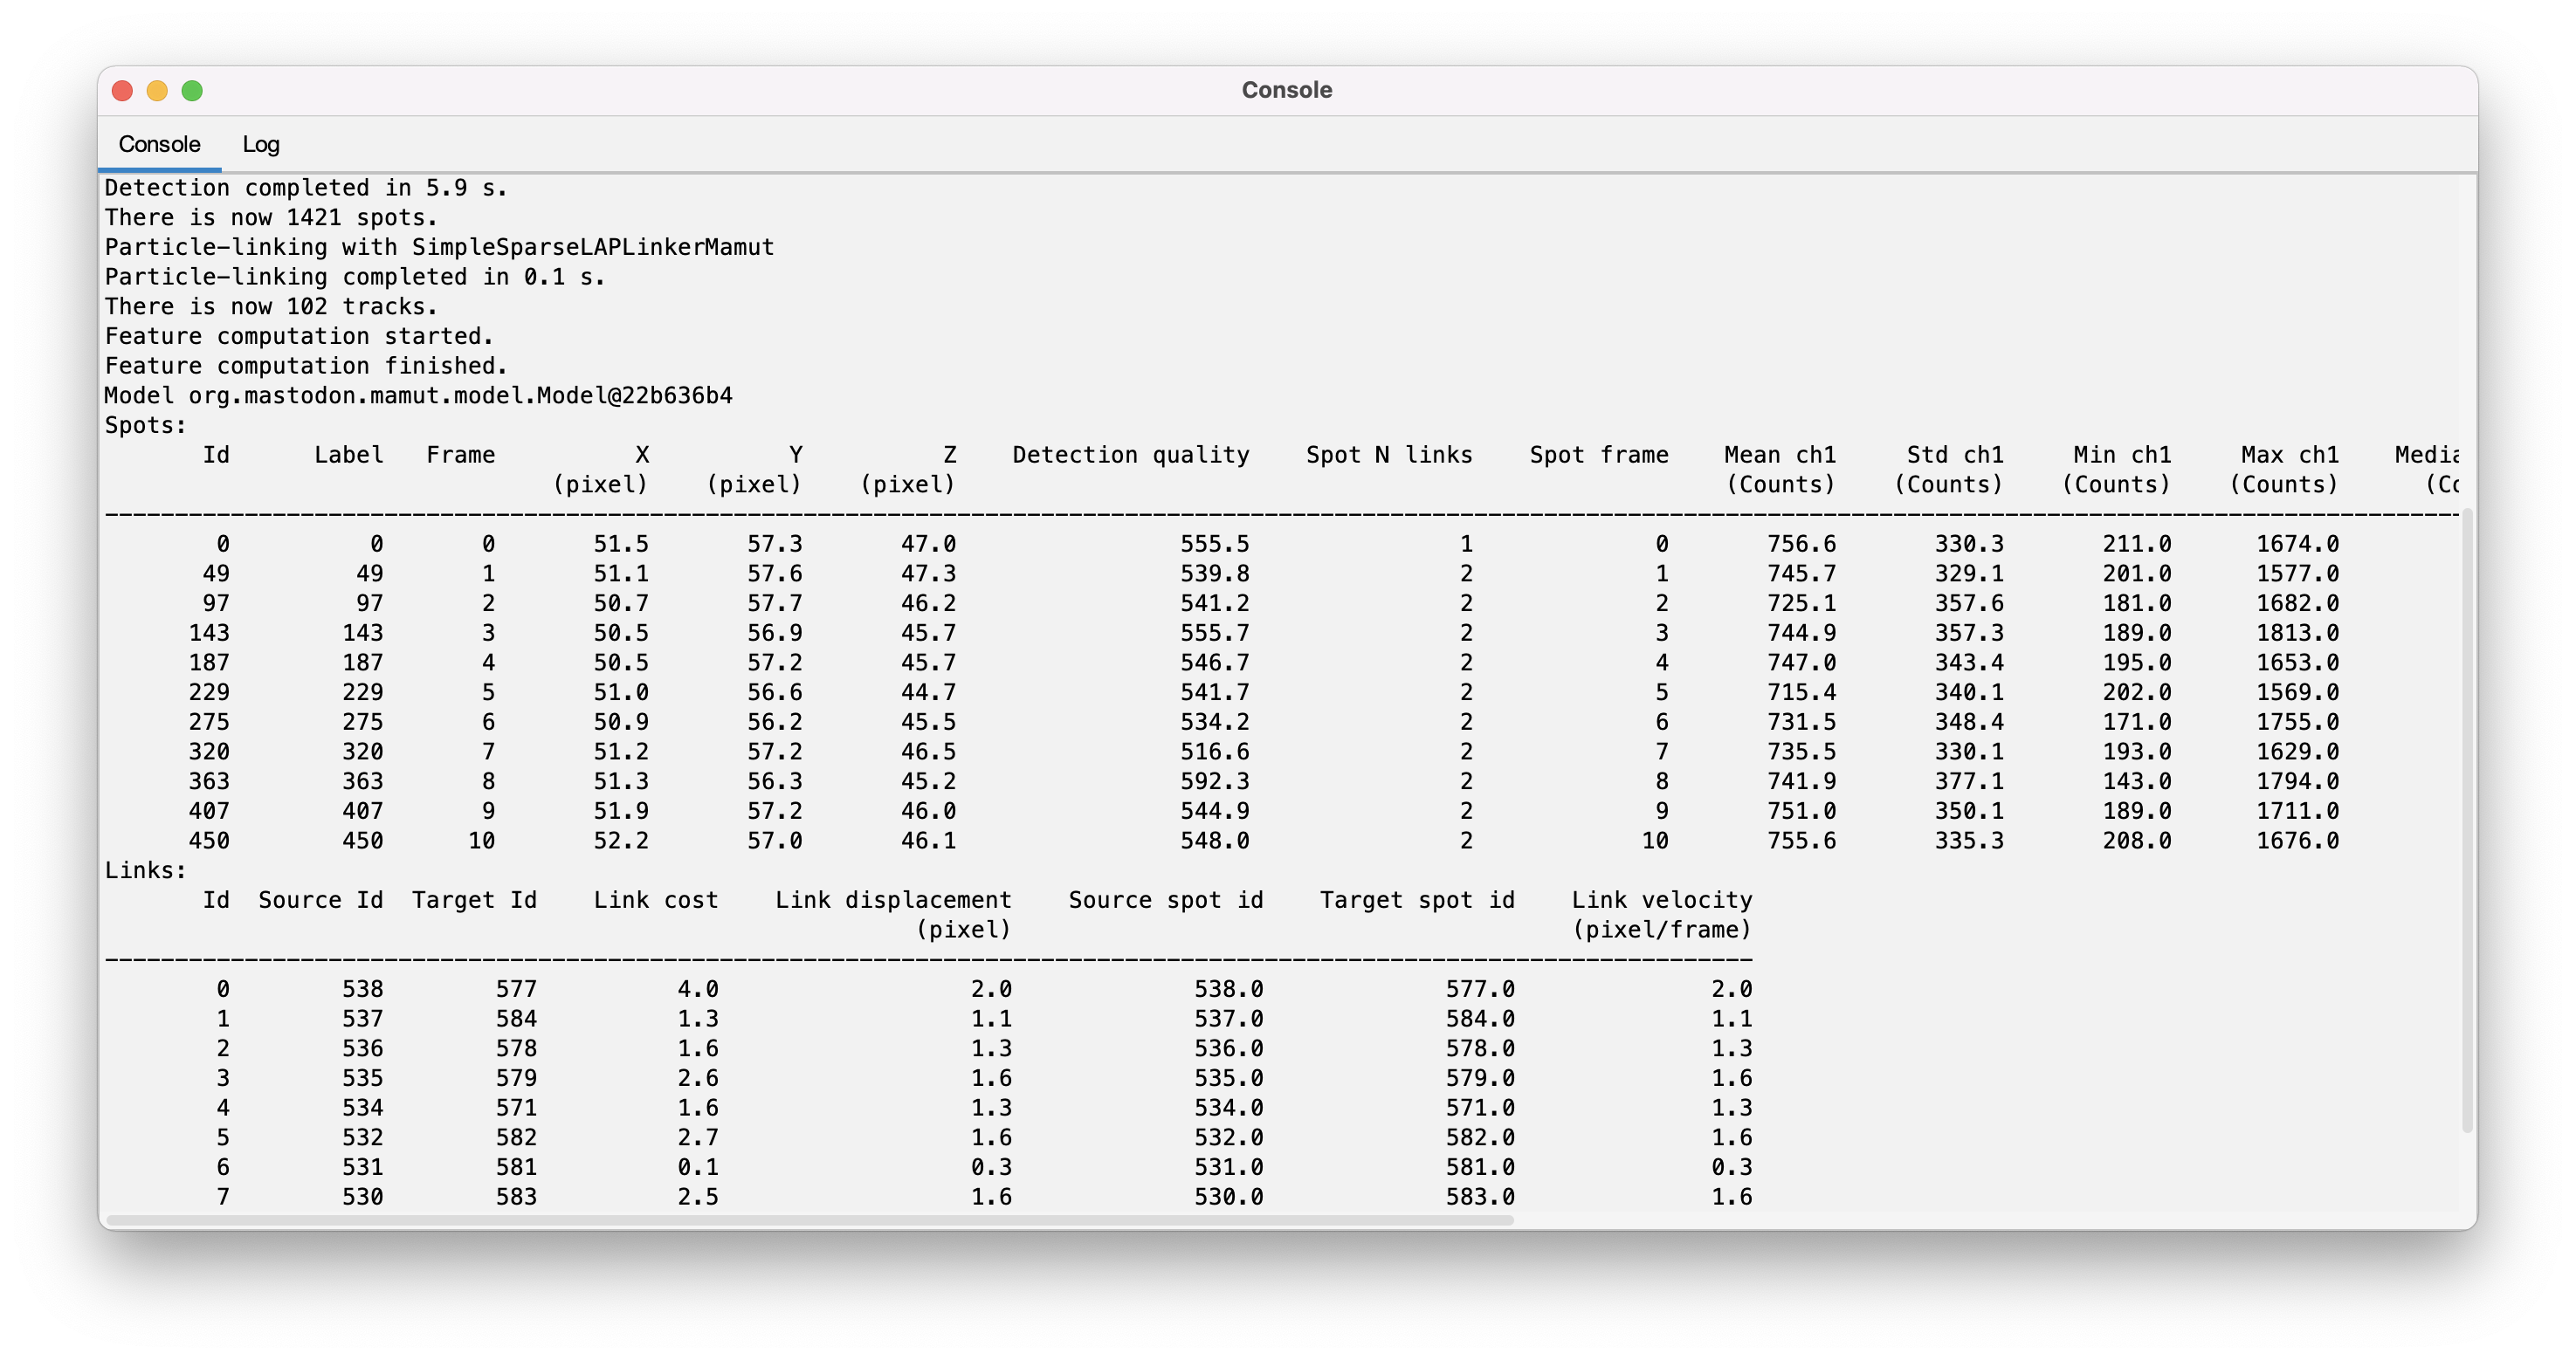 Console
Console Log
Detection completed in 5.9 s.
There is now 1421 spots.
Particle-linking with SimpleSparseLAPLinkerMamut
Particle-linking completed in 0.1 s.
There is now 102 tracks.
Feature computation started.
Feature computation finished.
Model org.mastodon.mamut.model.Model@22b636b4
Spots:
Id Label Frame X Y Z Detection quality Spot N links Spot frame Mean ch1 Std ch1 Min ch1 Max ch1 Media
(pixel) (pixel) (pixel) (Counts) (Counts) (Counts) (Counts) (Co
0 0 0 51.5 57.3 47.0 555.5 1 0 756.6 330.3 211.0 1674.0
49 49 1 51.1 57.6 47.3 539.8 2 1 745.7 329.1 201.0 1577.0
97 97 2 50.7 57.7 46.2 541.2 2 2 725.1 357.6 181.0 1682.0
143 143 3 50.5 56.9 45.7 555.7 2 3 744.9 357.3 189.0 1813.0
187 187 4 50.5 57.2 45.7 546.7 2 4 747.0 343.4 195.0 1653.0
229 229 5 51.0 56.6 44.7 541.7 2 5 715.4 340.1 202.0 1569.0
275 275 6 50.9 56.2 45.5 534.2 2 6 731.5 348.4 171.0 1755.0
320 320 7 51.2 57.2 46.5 516.6 2 7 735.5 330.1 193.0 1629.0
363 363 8 51.3 56.3 45.2 592.3 2 8 741.9 377.1 143.0 1794.0
407 407 9 51.9 57.2 46.0 544.9 2 9 751.0 350.1 189.0 1711.0
450 450 10 52.2 57.0 46.1 548.0 2 10 755.6 335.3 208.0 1676.0
Links:
Id Source Id Target Id Link cost Link displacement Source spot id Target spot id Link velocity
(pixel) (pixel/frame)
0 538 577 4.0 2.0 538.0 577.0 2.0
1 537 584 1.3 1.1 537.0 584.0 1.1
2 536 578 1.6 1.3 536.0 578.0 1.3
3 535 579 2.6 1.6 535.0 579.0 1.6
4 534 571 1.6 1.3 534.0 571.0 1.3
5 532 582 2.7 1.6 532.0 582.0 1.6
6 531 581 0.1 0.3 531.0 581.0 0.3
7 530 583 2.5 1.6 530.0 583.0 1.6